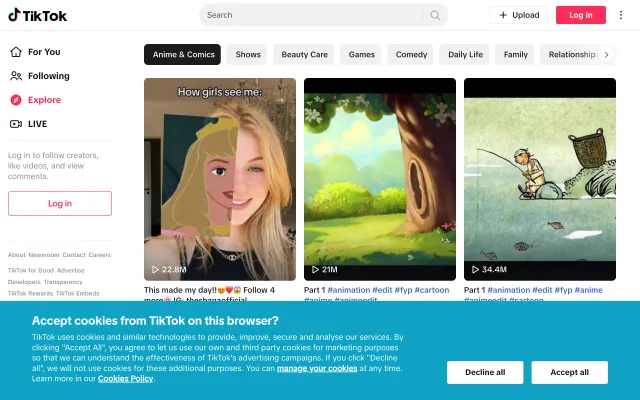 TikTok
Search
Upload
Log in
For You
Following
Explore
LIVE
Log in to follow creators,
like videos, and view
comments.
Log in
About Newsroom Contact Careers
TikTok for Good Advertise
Developers Transparency
TikTok Rewards TikTok Embeds
Anime & Comics
Shows
Beauty Care
Games
Comedy
Daily Life
Family
Relationship
How girls see me:
22.8M
21M
34.4M
This made my day!!😍❤️😱 Follow 4
more🌸 IG: theshagaofficial
Part 1 #animation #edit #fyp #cartoon
#anime #animeedit
Part 1 #animation #edit #fyp #anime
animeedit #cartoon
Accept cookies from TikTok on this browser?
TikTok uses cookies and similar technologies to provide, improve, secure and analyse our services. By
clicking "Accept All", you agree to let us use our own and third party cookies for marketing purposes
so that we can understand the effectiveness of TikTok's advertising campaigns. If you click "Decline
all", we will not use cookies for these additional purposes. You can manage your cookies at any time.
Learn more in our Cookies Policy.
Decline all
Accept all